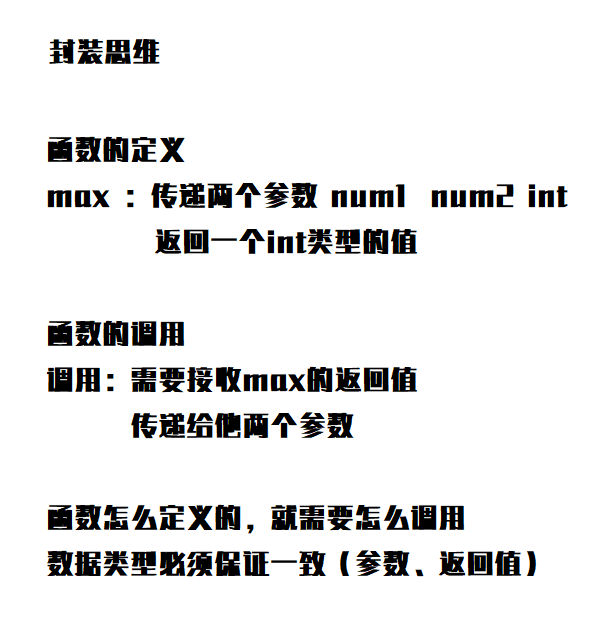 封装思维
函数的定义
max ：传递两个参数 num1 num2 int
返回一个int类型的值
函数的调用
调用：需要接收max的返回值
传递给他两个参数
函数怎么定义的，就需要怎么调用
数据类型必须保证一致（参数、返回值）